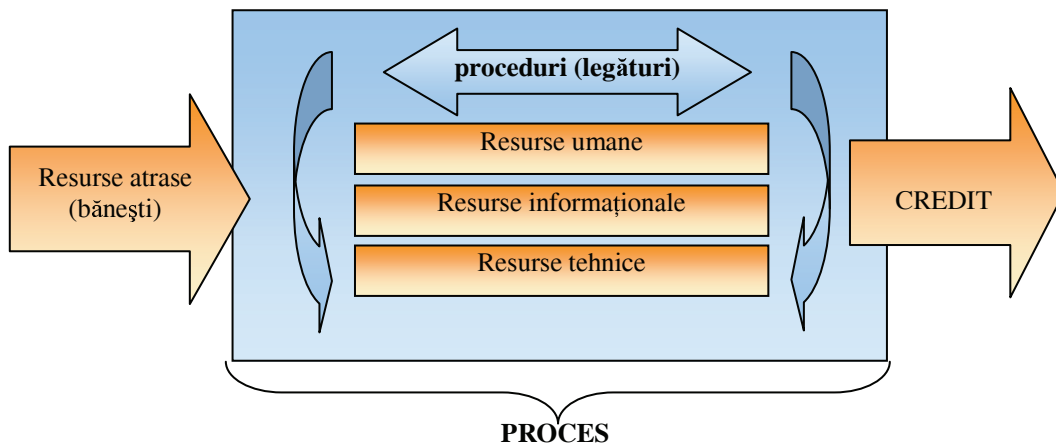 proceduri (legături)
Resurse umane
Resurse atrase
(băneşti)
Resurse informaționale
CREDIT
Resurse tehnice
PROCES